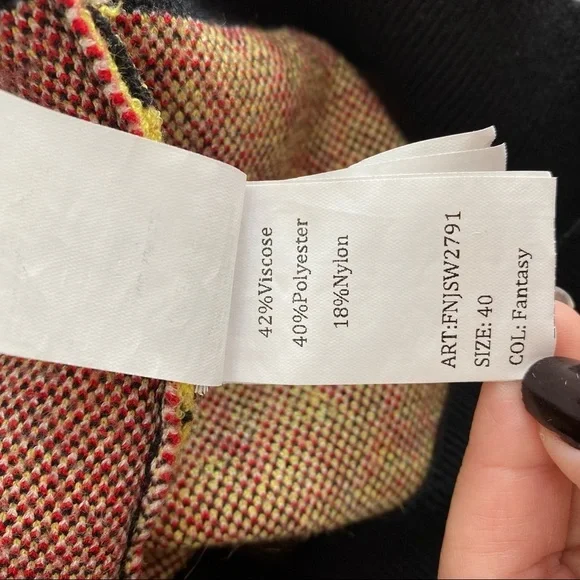 42%Viscose
40%Polyester
18%Nylon
ART:FNJSW2791
SIZE: 40
COL: Fantasy